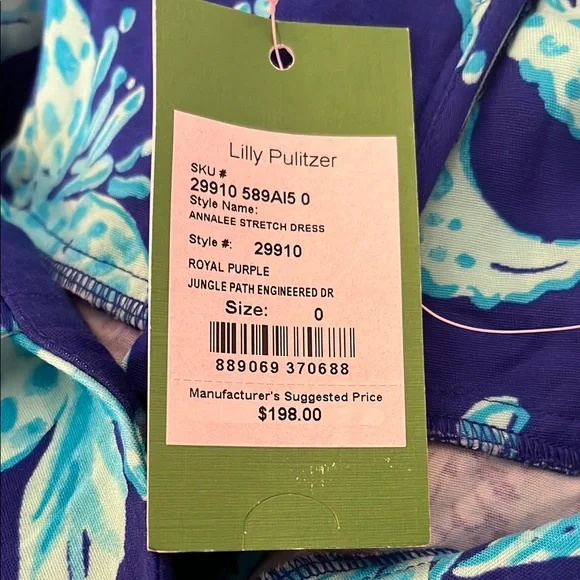 Lilly Pulitzer
SKU #
29910 589AI5 0
Style Name:
ANNALEE STRETCH DRESS
Style #: 29910
ROYAL PURPLE
JUNGLE PATH ENGINEERED DR
Size: 0
889069 370688
Manufacturer's Suggested Price
$198.00